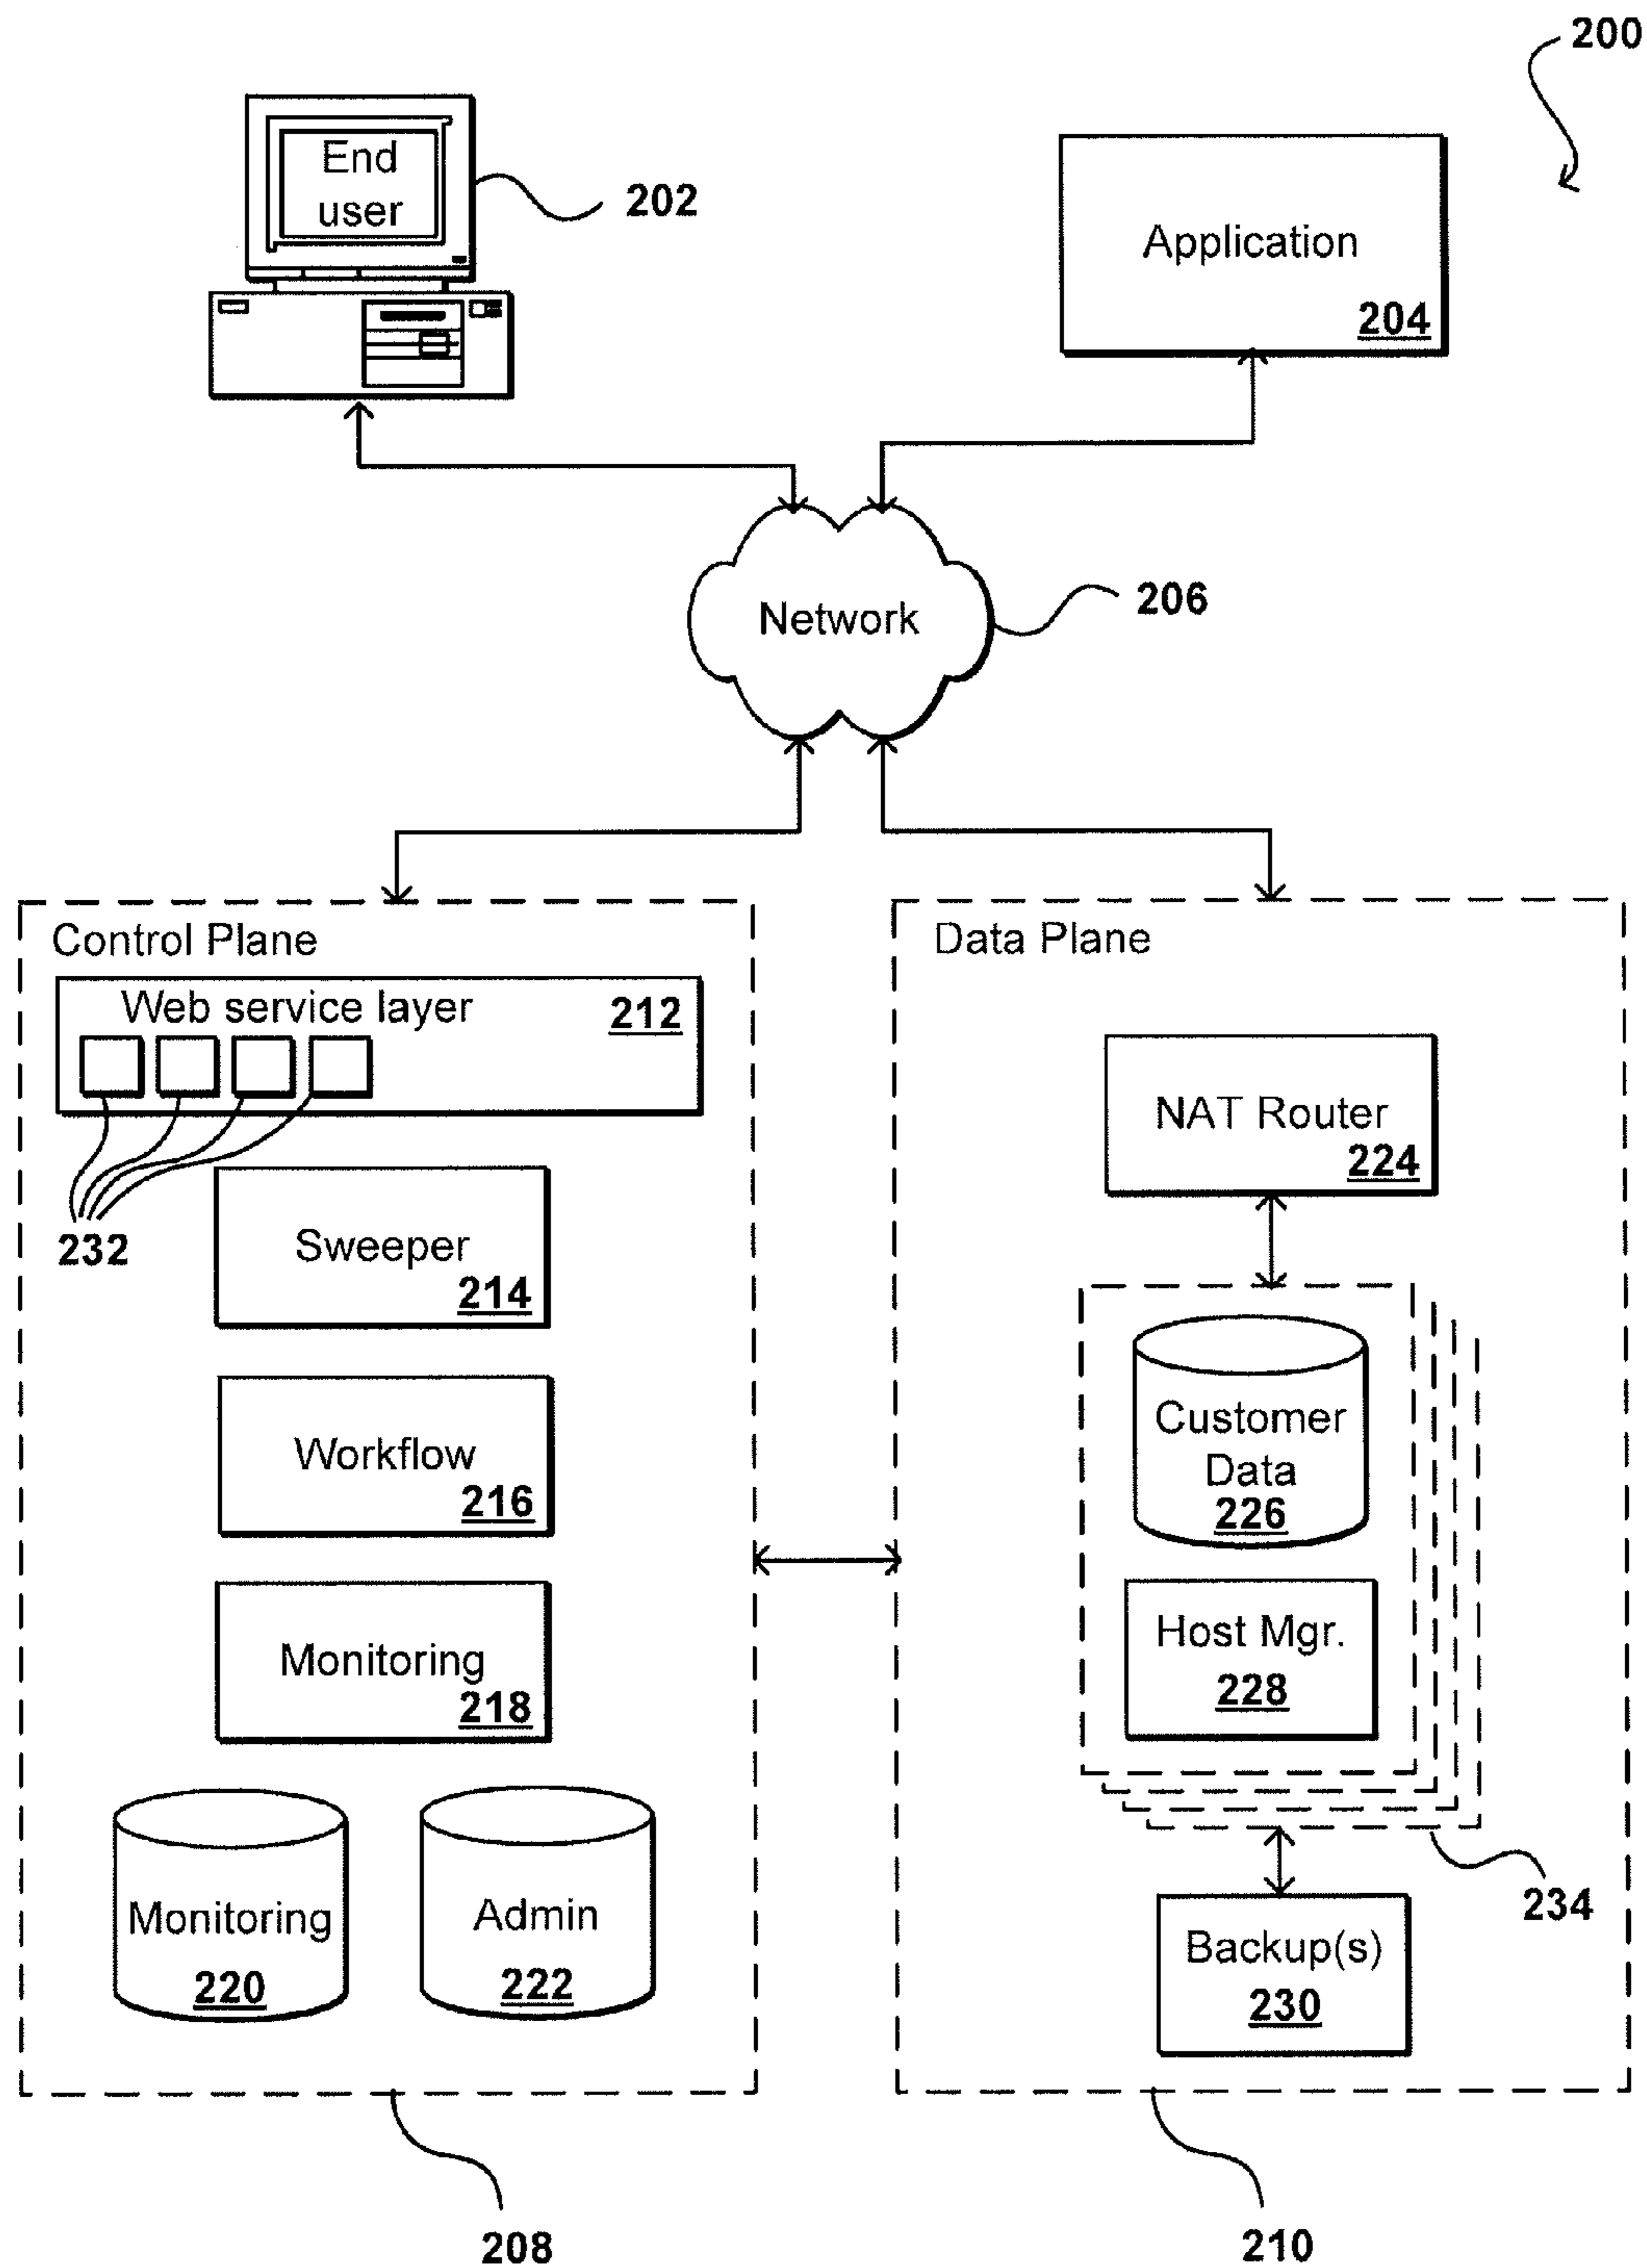 200
End
user
202
Application
204
Network
206
Control Plane
Web service layer
212
232
Sweeper
214
Workflow
216
Monitoring
218
Monitoring
220
Admin
222
208
Data Plane
NAT Router
224
Customer
Data
226
Host Mgr.
228
234
Backup(s)
230
210